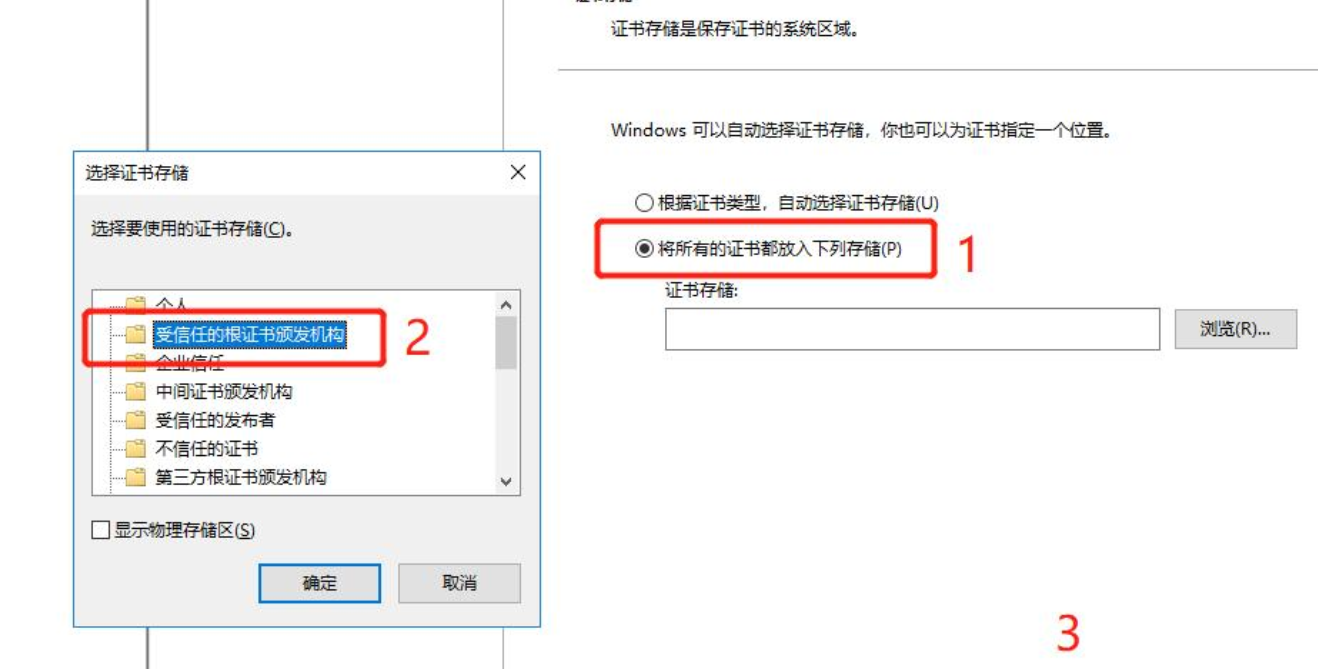 证书存储是保存证书的系统区域。
Windows 可以自动选择证书存储，你也可以为证书指定一个位置。
根据证书类型，自动选择证书存储(U)
将所有的证书都放入下列存储(P)
1
证书存储:
浏览(R)...
3
选择证书存储
选择要使用的证书存储(C)。
个人
受信任的根证书颁发机构
2
企业信任
中间证书颁发机构
受信任的发布者
不信任的证书
第三方根证书颁发机构
显示物理存储区(S)
确定
取消